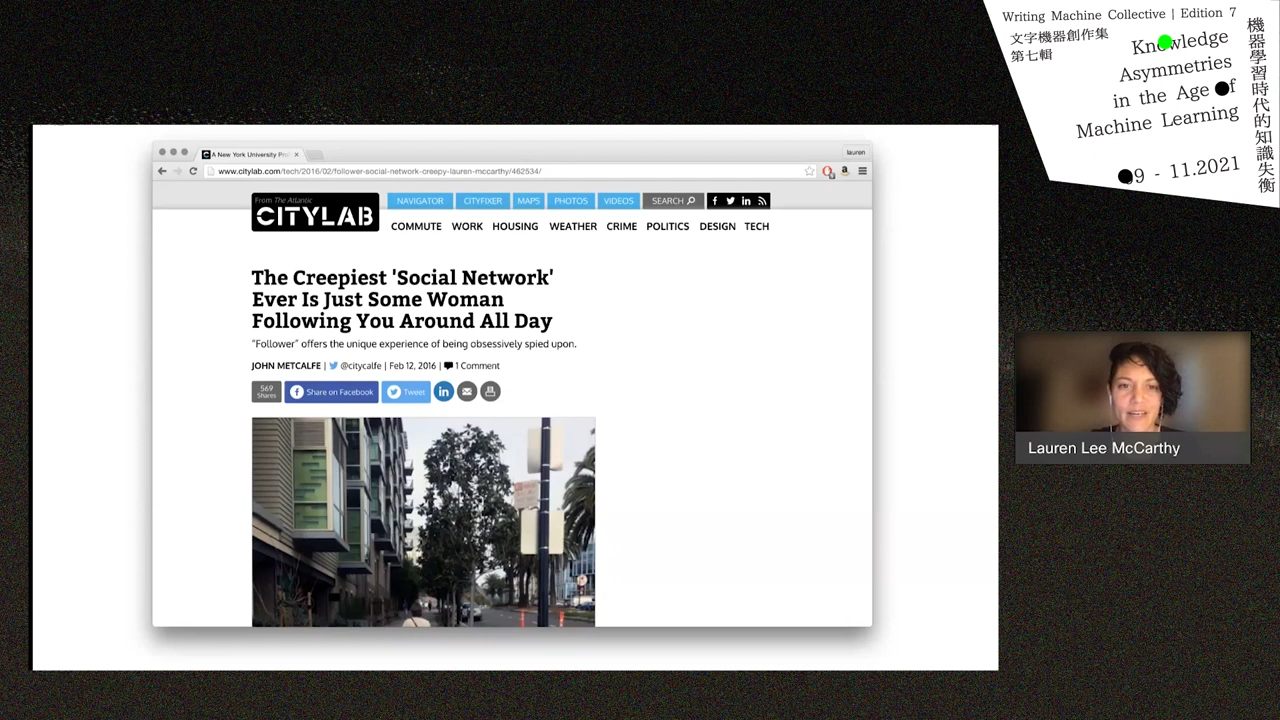 Writing Machine Collective | Edition 7
文字機器創作集
第七輯
Knowledge
Asymmetries
in the Age of
Machine Learning
09 - 11.2021
機器學習時代的知識失衡
A New York University Pro
lauren
www.citylab.com/tech/2016/02/follower-social-network-creepy-lauren-mccarthy/462534/
From The Atlantic
CITYLAB
NAVIGATOR CITYFIXER MAPS PHOTOS VIDEOS SEARCH
COMMUTE WORK HOUSING WEATHER CRIME POLITICS DESIGN TECH
The Creepiest 'Social Network'
Ever Is Just Some Woman
Following You Around All Day
"Follower" offers the unique experience of being obsessively spied upon.
JOHN METCALFE | @citycalfe | Feb 12, 2016 | 1 Comment
569
Shares
Share on Facebook
Tweet
Lauren Lee McCarthy